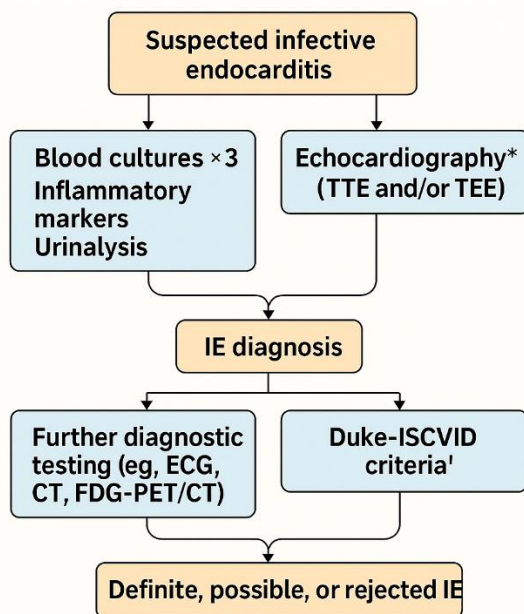 Suspected infective
endocarditis
Blood cultures ×3
Inflammatory
markers
Urinalysis
Echocardiography*
(TTE and/or TEE)
IE diagnosis
Further diagnostic
testing (eg, ECG,
CT, FDG-PET/CT)
Duke-ISCVID
criteria'
Definite, possible, or rejected IE